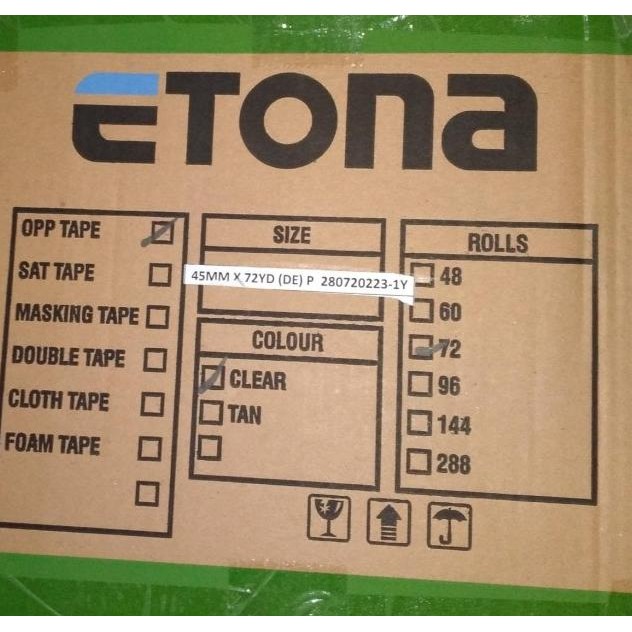 ETONA
OPP TAPE
SAT TAPE
MASKING TAPE
DOUBLE TAPE
CLOTH TAPE
FOAM TAPE
SIZE
45MM X 72YD (DE) P 280720223-1Y
COLOUR
CLEAR
TAN
ROLLS
48
60
72
96
144
288